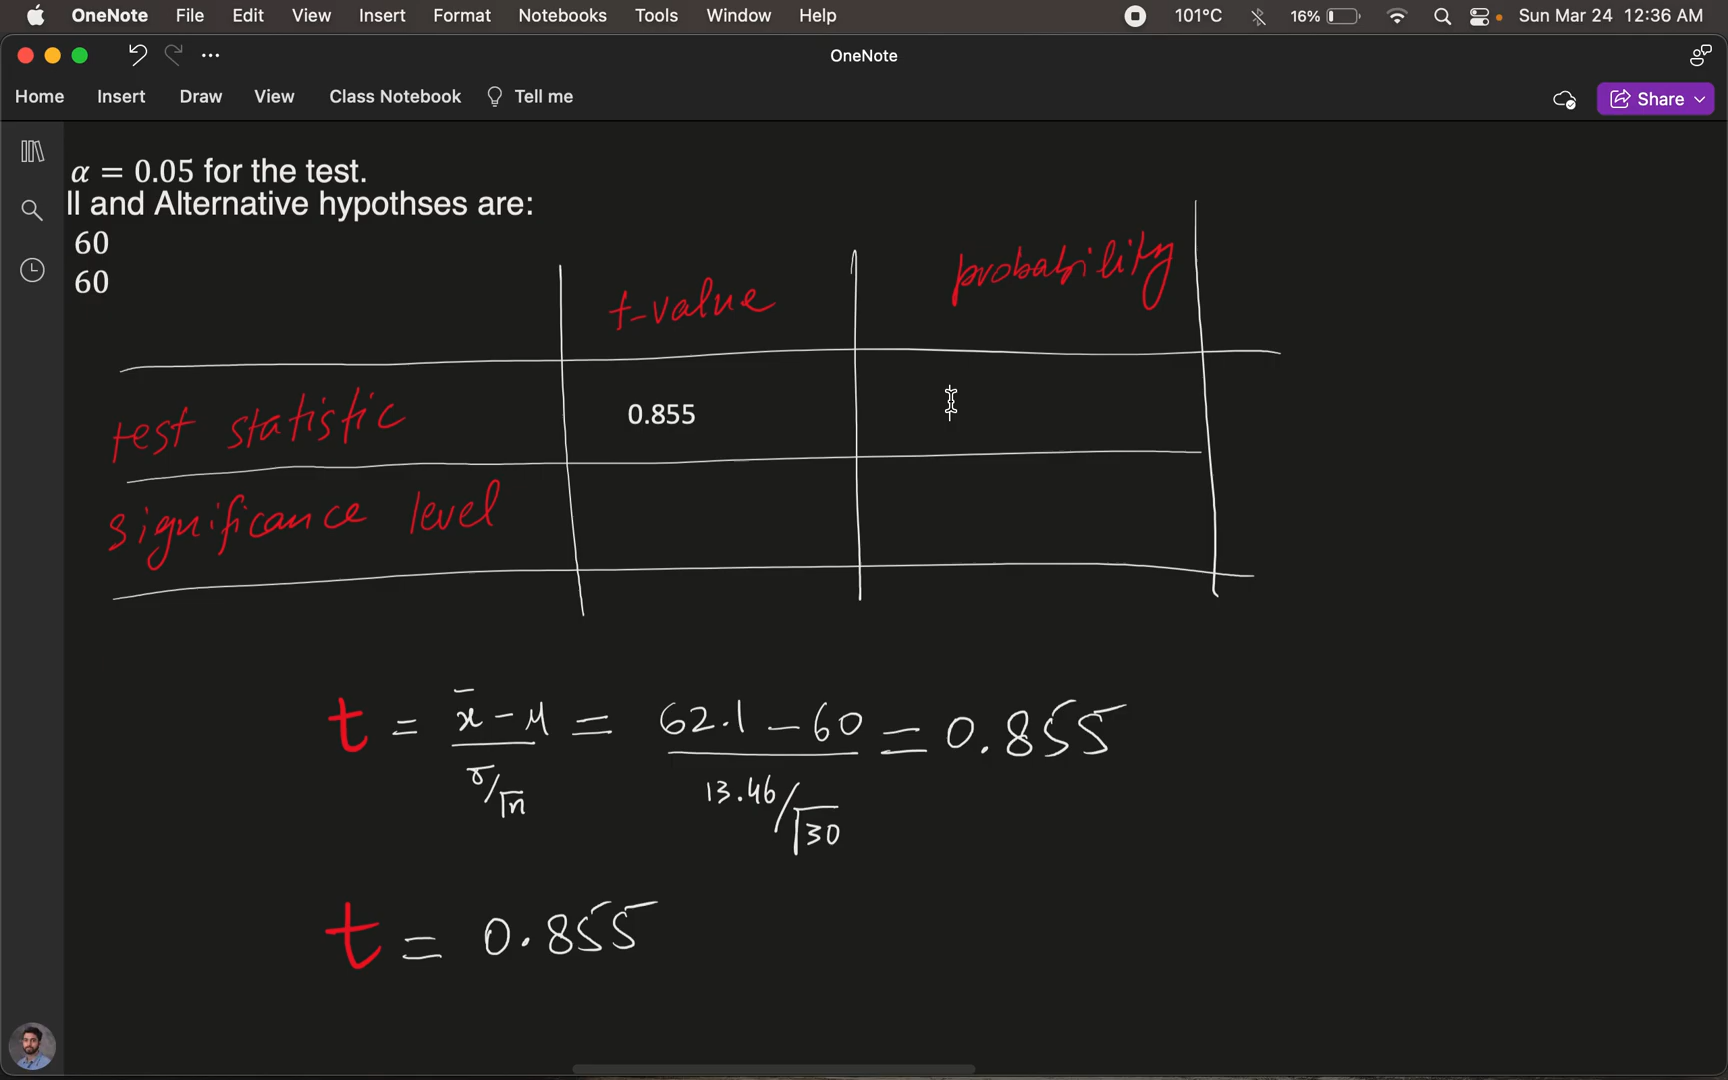 OneNote File Edit View Insert Format Notebooks Tools Window Help 101°C 16% Sun Mar 24 12:36 AM
OneNote
Home Insert Draw View Class Notebook Tell me Share
α = 0.05 for the test.
ll and Alternative hypothses are:
60
60
t-value probability
test statistic 0.855
significance level
t = x̄ - μ / σ/√n = 62.1 - 60 / 13.46/√30 = 0.855
t = 0.855